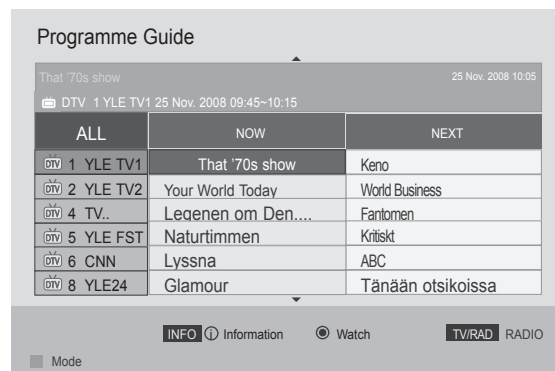 Programme Guide
That '70s show 25 Nov. 2008 10:05
DTV 1 YLE TV1 25 Nov. 2008 09:45~10:15
ALL NOW NEXT
DTV 1 YLE TV1 That '70s show Keno
DTV 2 YLE TV2 Your World Today World Business
DTV 4 TV.. Legenen om Den.... Fantomen
DTV 5 YLE FST Naturtimmen Kritiskt
DTV 6 CNN Lyssna ABC
DTV 8 YLE24 Glamour Tänään otsikoissa
INFO ⓘ Information ◉ Watch TV/RAD RADIO
Mode